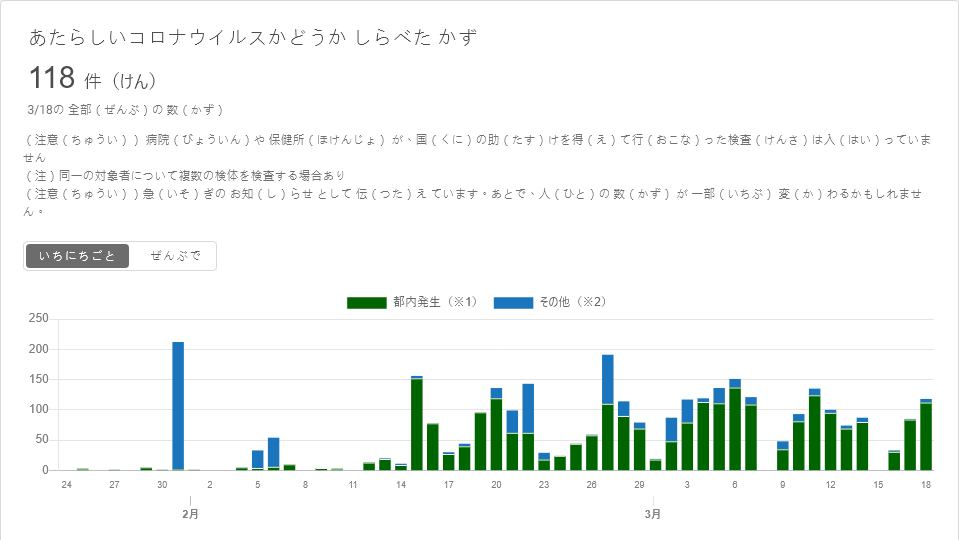 あたらしいコロナウイルスかどうか しらべた かず
118 件（けん）
3/18の 全部 ( ぜんぶ ) の 数 ( かず )
( 注意 ( ちゅうい ) ) 病院 ( びょういん ) や 保健所 ( ほけんじょ ) が、国 ( くに ) の助 ( たす ) けを得 ( え ) て行 ( おこな ) った検査 ( けんさ ) は入 ( はい ) っていま
せん
( 注 ) 同一の対象者について複数の検体を検査する場合あり
( 注意 ( ちゅうい ) ) 急 ( いそ ) ぎの お知 ( し ) らせ として 伝 ( つた ) え ています。あとで、人 ( ひと ) の 数 ( かず ) が 一部 ( いちぶ ) 変 ( か ) わるかもしれませ
ん。
いちにちごと ぜんぶで
都内発生（※1） その他（※2）
250
200
150
100
50
0
24 27 30 2 5 8 11 14 17 20 23 26 29 3 6 9 12 15 18
2月 3月